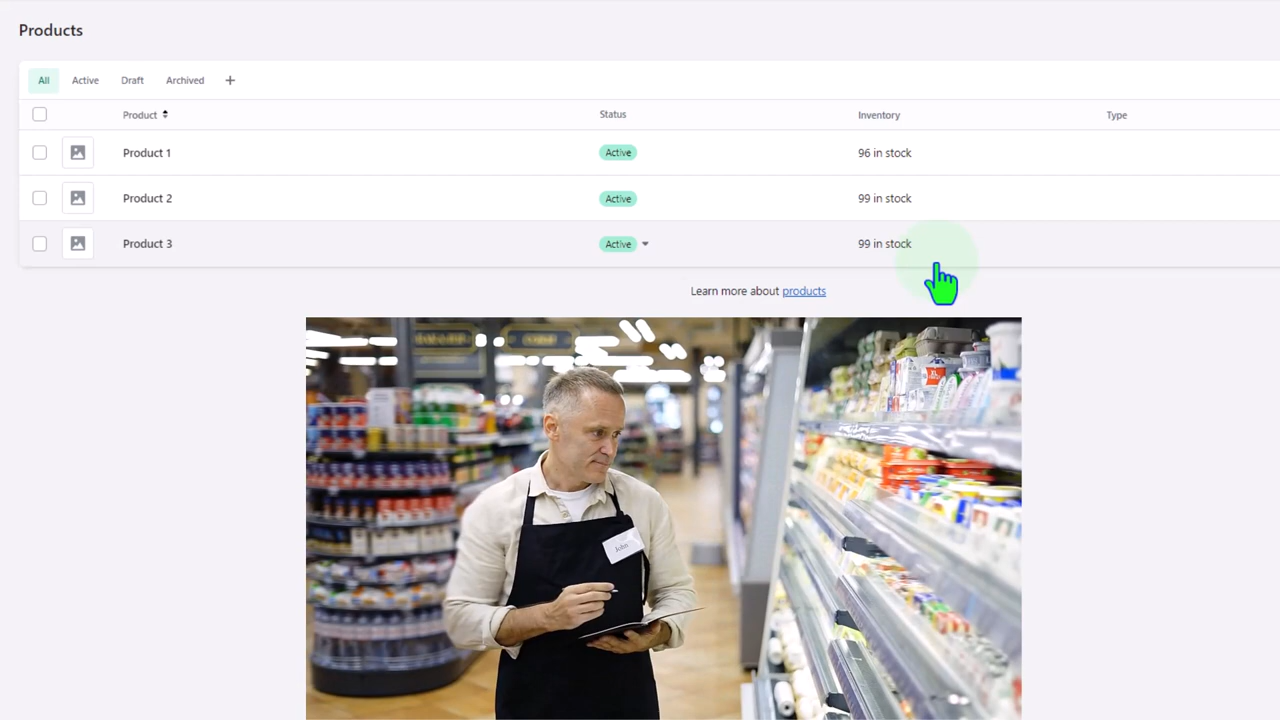 Products
All Active Draft Archived +
Product Status Inventory Type
Product 1 Active 96 in stock
Product 2 Active 99 in stock
Product 3 Active 99 in stock
Learn more about products
John